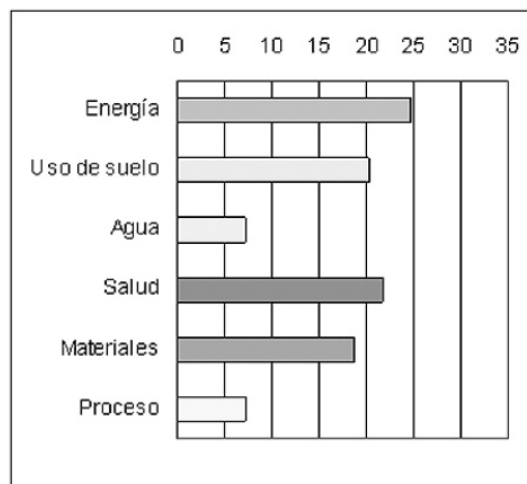 0 5 10 15 20 25 30 35
Energía
Uso de suelo
Agua
Salud
Materiales
Proceso